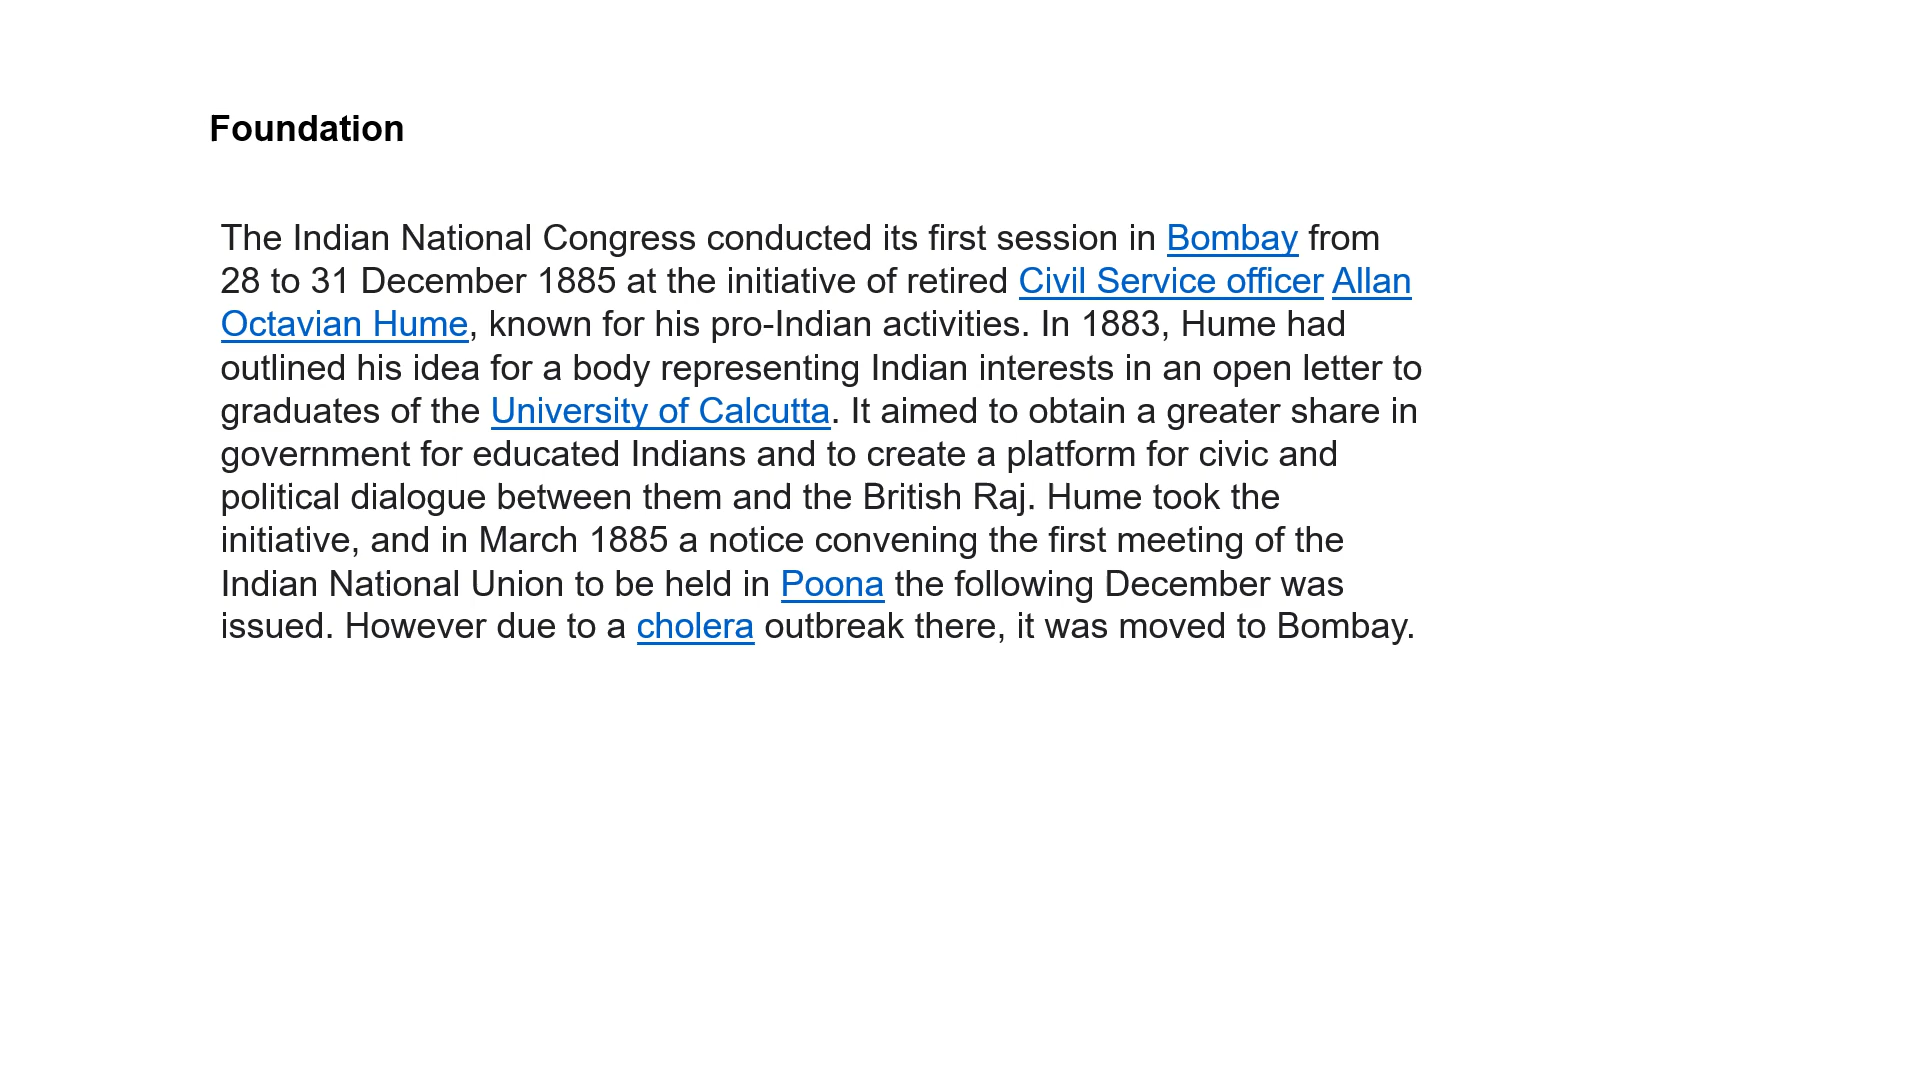 Foundation
The Indian National Congress conducted its first session in Bombay from
28 to 31 December 1885 at the initiative of retired Civil Service officer Allan
Octavian Hume, known for his pro-Indian activities. In 1883, Hume had
outlined his idea for a body representing Indian interests in an open letter to
graduates of the University of Calcutta. It aimed to obtain a greater share in
government for educated Indians and to create a platform for civic and
political dialogue between them and the British Raj. Hume took the
initiative, and in March 1885 a notice convening the first meeting of the
Indian National Union to be held in Poona the following December was
issued. However due to a cholera outbreak there, it was moved to Bombay.